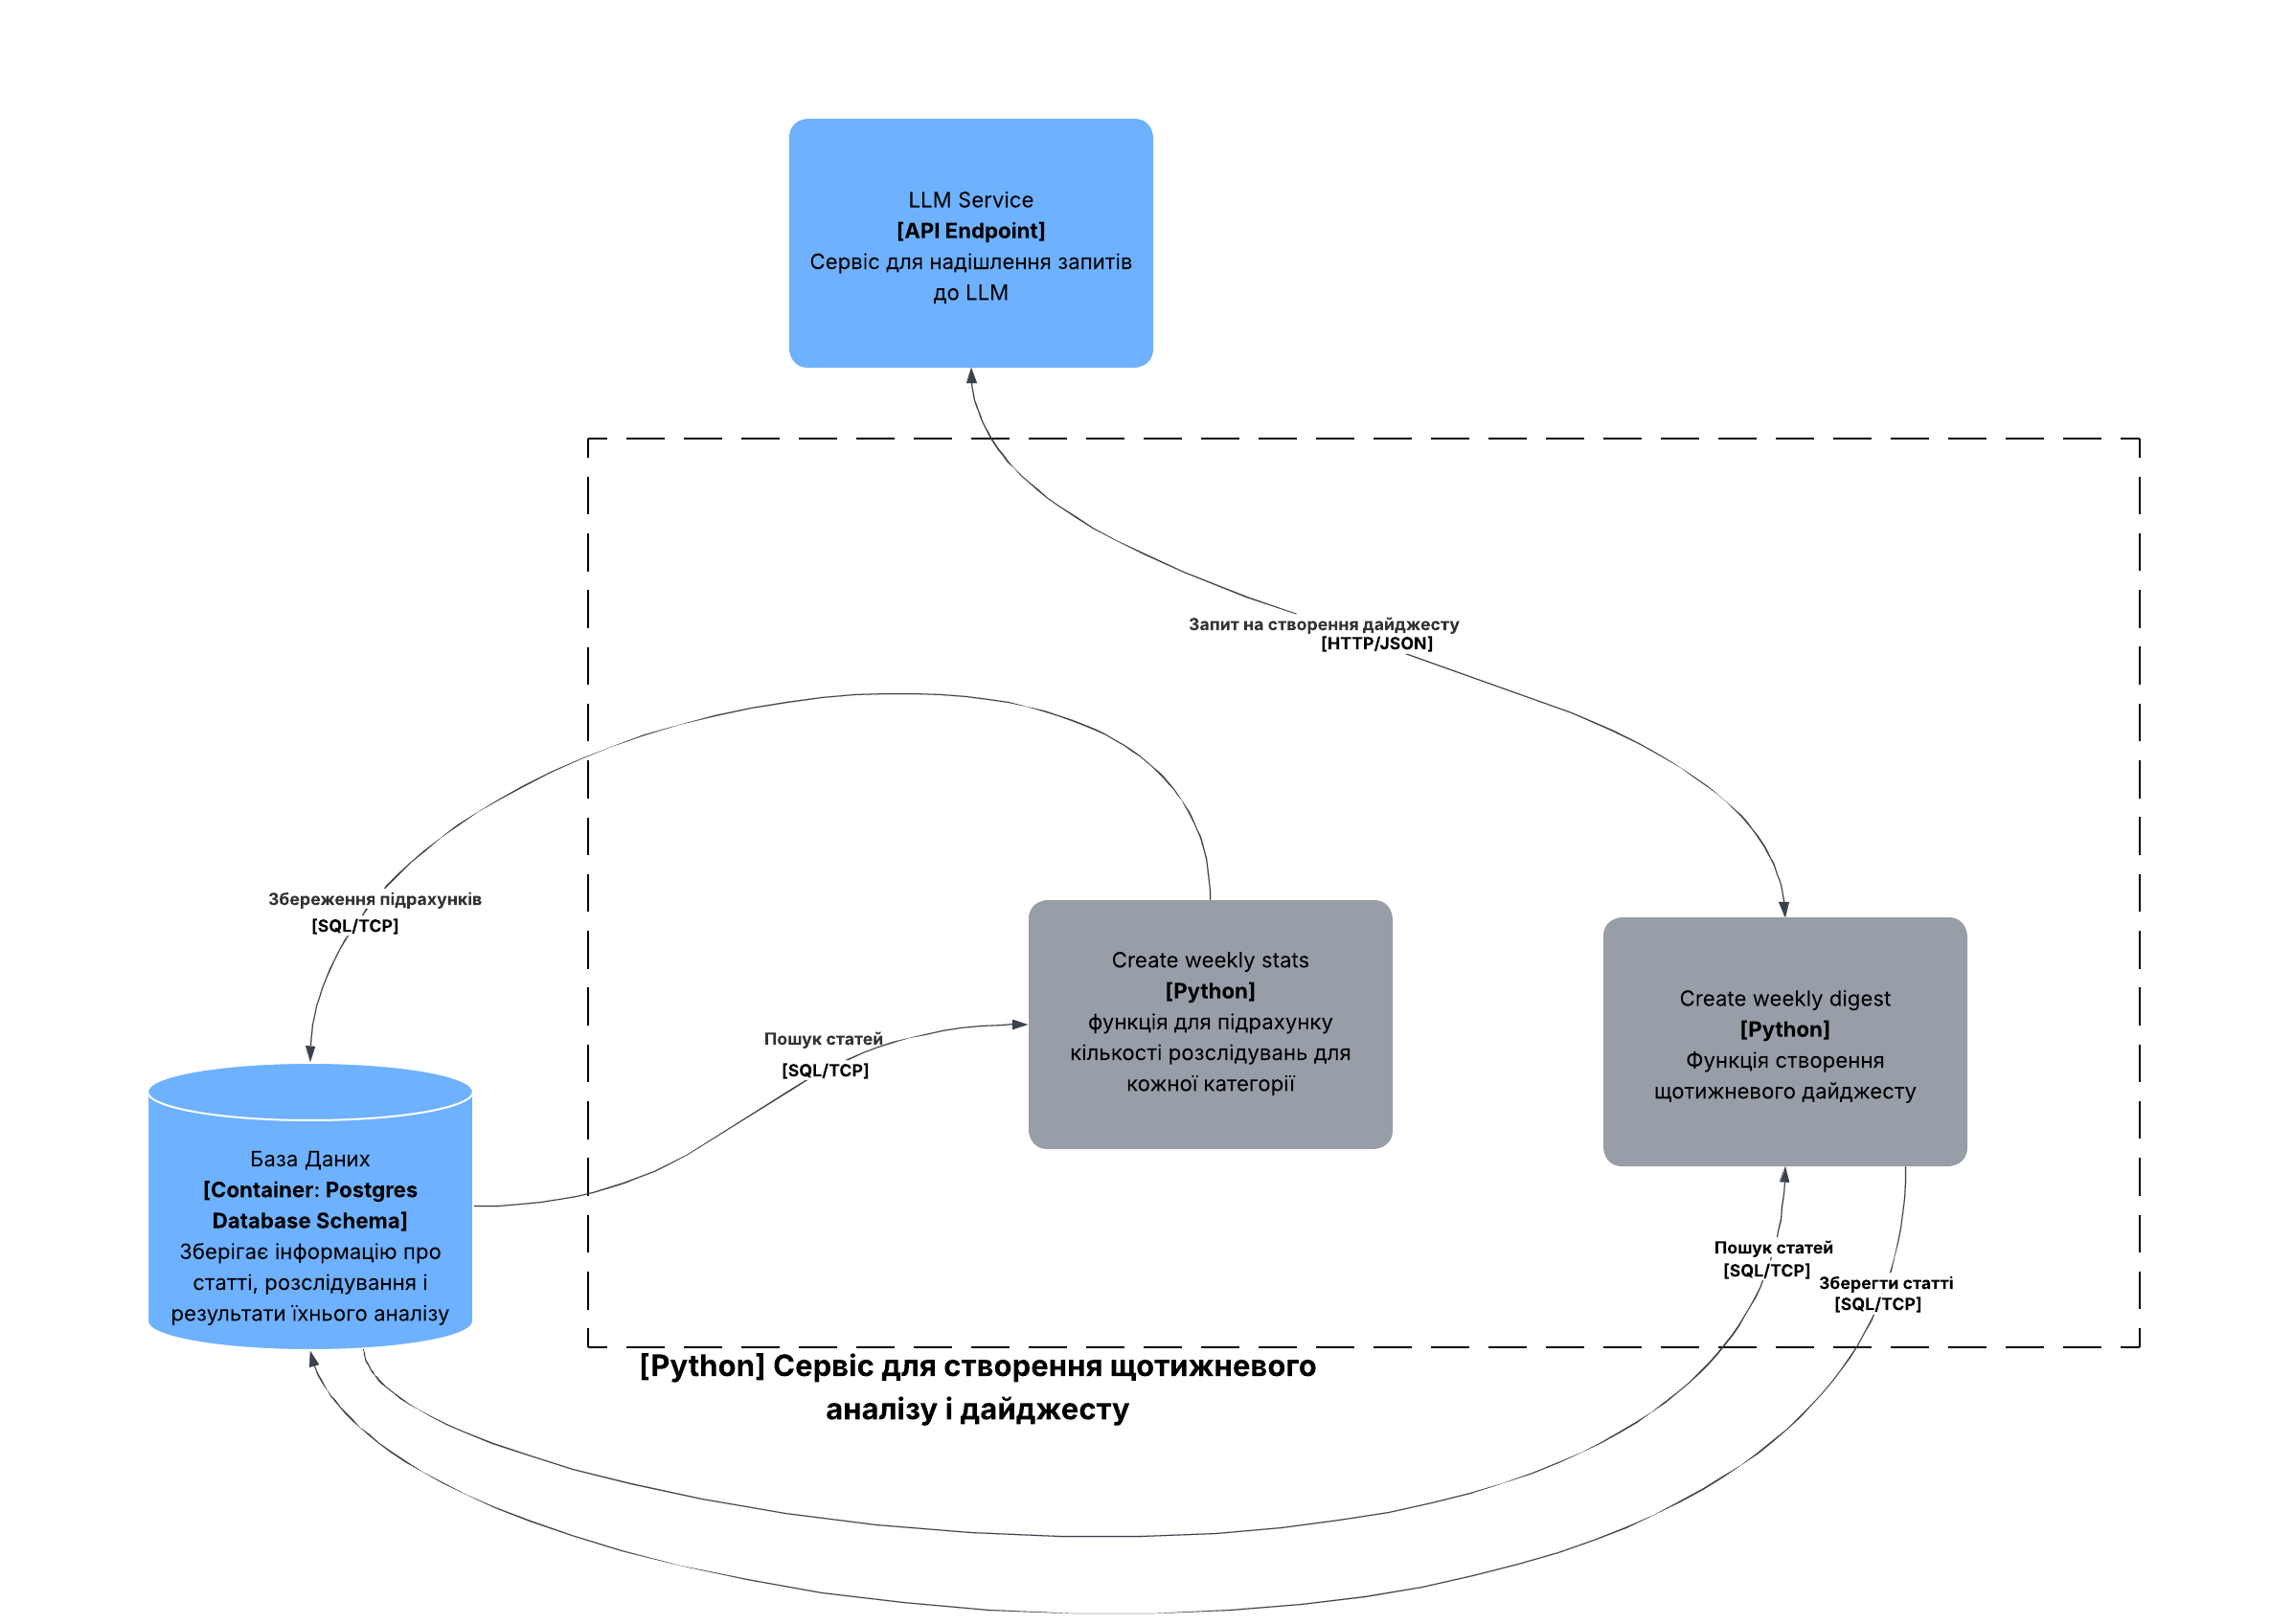 LLM Service
[API Endpoint]
Сервіс для надішлення запитів
до LLM
Запит на створення дайджесту
[HTTP/JSON]
Збереження підрахунків
[SQL/TCP]
Пошук статей
[SQL/TCP]
Create weekly stats
[Python]
функція для підрахунку
кількості розслідувань для
кожної категорії
Create weekly digest
[Python]
Функція створення
щотижневого дайджесту
База Даних
[Container: Postgres
Database Schema]
Зберігає інформацію про
статті, розслідування і
результати їхнього аналізу
Пошук статей
[SQL/TCP]
Зберегти статті
[SQL/TCP]
[Python] Сервіс для створення щотижневого
аналізу і дайджесту